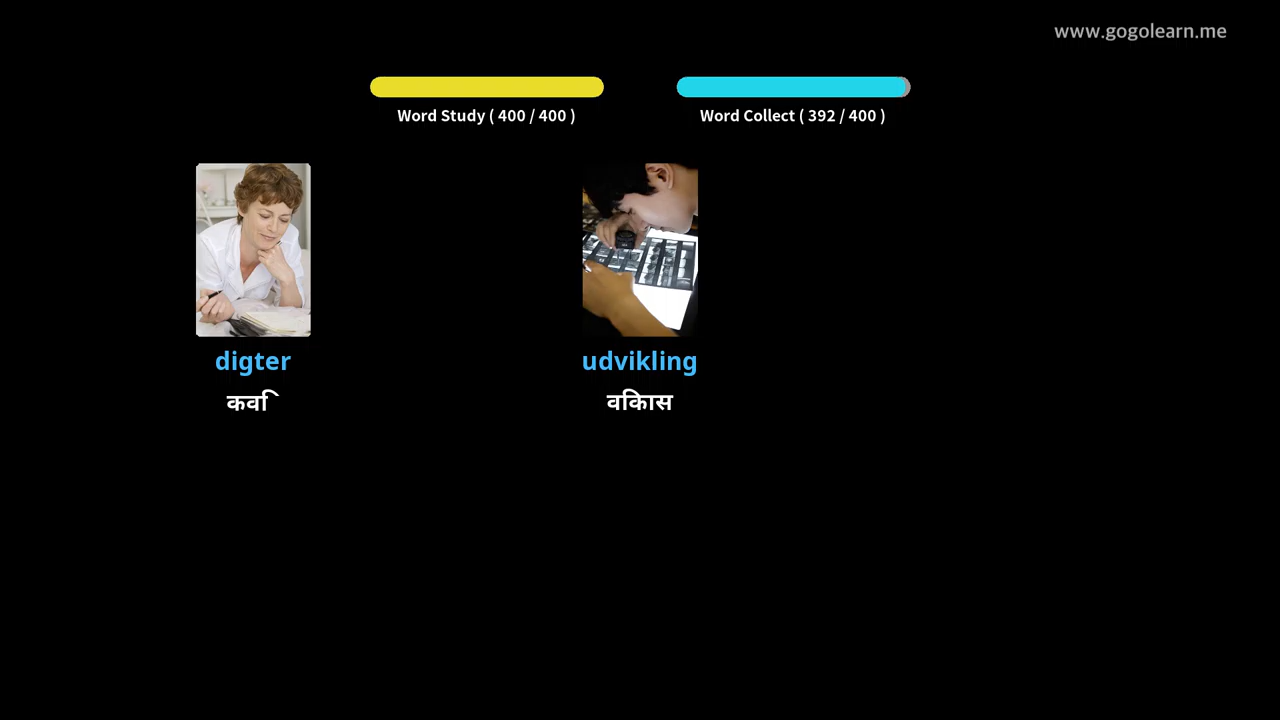 www.gogolearn.me
Word Study ( 400 / 400 )
Word Collect ( 392 / 400 )
digter
udvikling
कवि
विकास